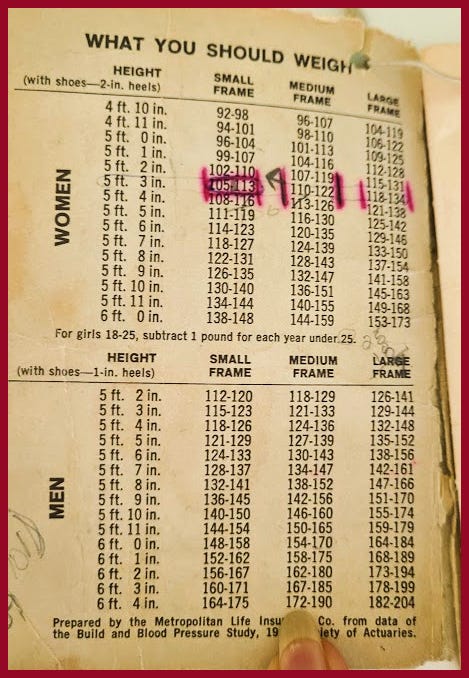 WHAT YOU SHOULD WEIGH
HEIGHT SMALL MEDIUM LARGE
(with shoes—2-in. heels) FRAME FRAME FRAME
WOMEN
4 ft. 10 in. 92-98 96-107 104-119
4 ft. 11 in. 94-101 98-110 106-122
5 ft. 0 in. 96-104 101-113 109-125
5 ft. 1 in. 99-107 104-116 112-128
5 ft. 2 in. 102-110 107-119 115-131
5 ft. 3 in. 105-113 110-122 118-134
5 ft. 4 in. 108-116 113-126 121-138
5 ft. 5 in. 111-119 116-130 125-142
5 ft. 6 in. 114-123 120-135 129-146
5 ft. 7 in. 118-127 124-139 133-150
5 ft. 8 in. 122-131 128-143 137-154
5 ft. 9 in. 126-135 132-147 141-158
5 ft. 10 in. 130-140 136-151 145-163
5 ft. 11 in. 134-144 140-155 149-168
6 ft. 0 in. 138-148 144-159 153-173
For girls 18-25, subtract 1 pound for each year under 25.
HEIGHT SMALL MEDIUM LARGE
(with shoes—1-in. heels) FRAME FRAME FRAME
MEN
5 ft. 2 in. 112-120 118-129 126-141
5 ft. 3 in. 115-123 121-133 129-144
5 ft. 4 in. 118-126 124-136 132-148
5 ft. 5 in. 121-129 127-139 135-152
5 ft. 6 in. 124-133 130-143 138-156
5 ft. 7 in. 128-137 134-147 142-161
5 ft. 8 in. 132-141 138-152 147-166
5 ft. 9 in. 136-145 142-156 151-170
5 ft. 10 in. 140-150 146-160 155-174
5 ft. 11 in. 144-154 150-165 159-179
6 ft. 0 in. 148-158 154-170 164-184
6 ft. 1 in. 152-162 158-175 168-189
6 ft. 2 in. 156-167 162-180 173-194
6 ft. 3 in. 160-171 167-185 178-199
6 ft. 4 in. 164-175 172-190 182-204
Prepared by the Metropolitan Life Co. from data of
the Build and Blood Pressure Study, of Actuaries.